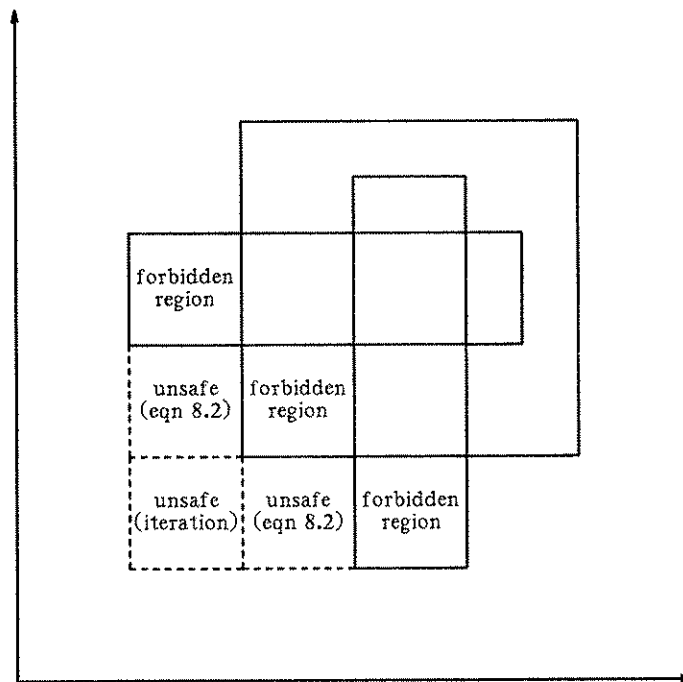 forbidden
region
unsafe
(eqn 8.2)
forbidden
region
unsafe
(iteration)
unsafe
(eqn 8.2)
forbidden
region